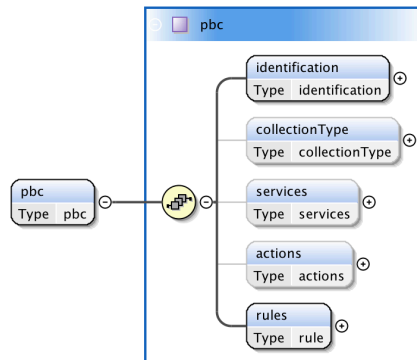 pbc
identification
Type identification
collectionType
Type collectionType
services
Type services
pbc
Type pbc
actions
Type actions
rules
Type rule